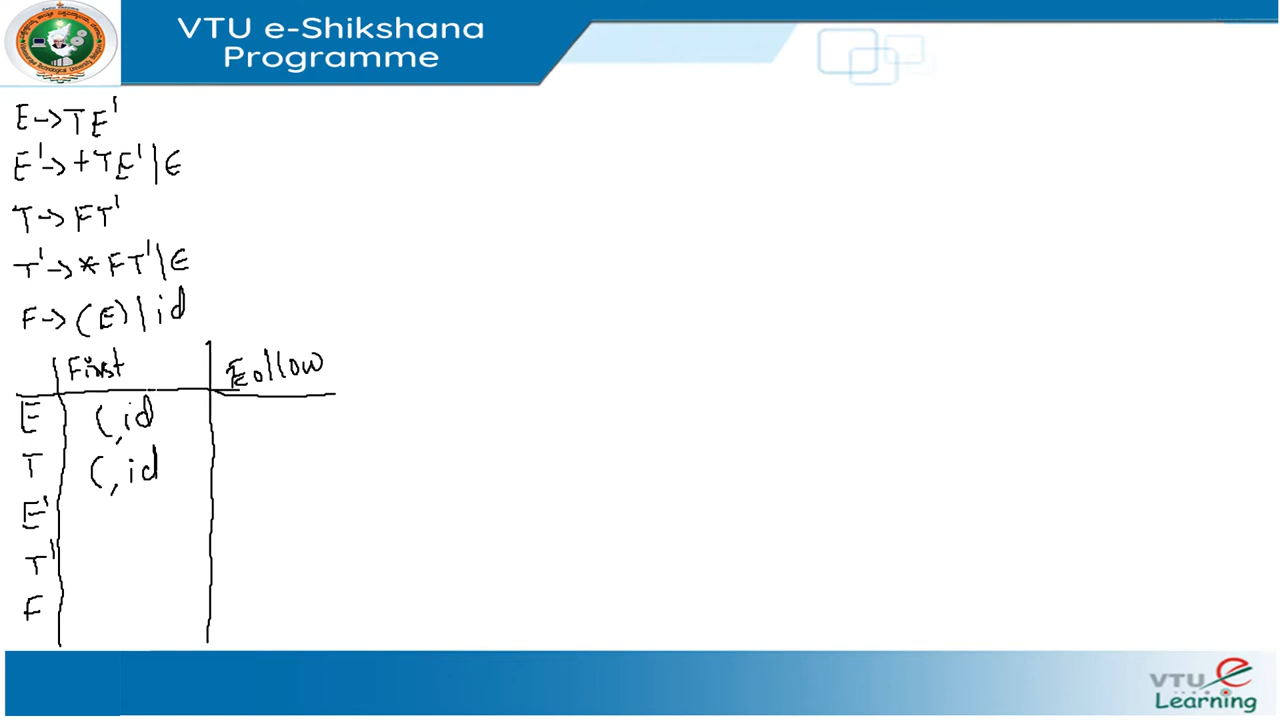 VTU e-Shikshana
Programme
E → TE'
E' → +TE' | ε
T → FT'
T' → *FT' | ε
F → (E) | id
First Follow
E (, id
T (, id
E'
T'
F
VTU e
Learning